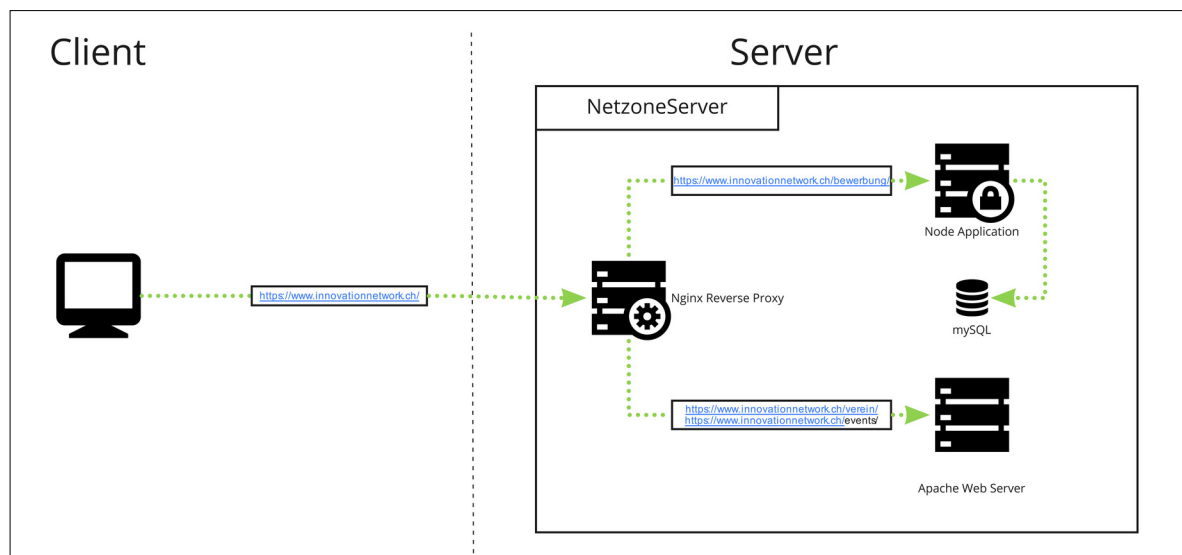 Client
Server
NetzoneServer
https://www.innovationnetwork.ch/bewerbung/
Node Application
https://www.innovationnetwork.ch/
Nginx Reverse Proxy
mySQL
https://www.innovationnetwork.ch/verein/
https://www.innovationnetwork.ch/events/
Apache Web Server